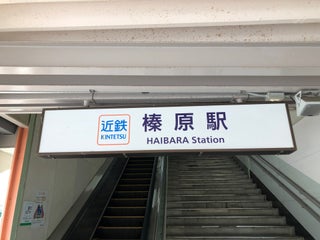 近鉄
KINTETSU
榛原駅
HAIBARA Station